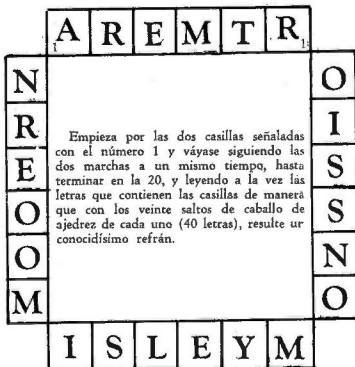 A R E M T R
1 1
N O
R I
E S
O S
O N
M O
Empieza por las dos casillas señaladas
con el número 1 y váyase siguiendo las
dos marchas a un mismo tiempo, hasta
terminar en la 20, y leyendo a la vez las
letras que contienen las casillas de manera
que con los veinte saltos de caballo de
ajedrez de cada uno (40 letras), resulte ur
conocidísimo refrán.
I S L E Y M